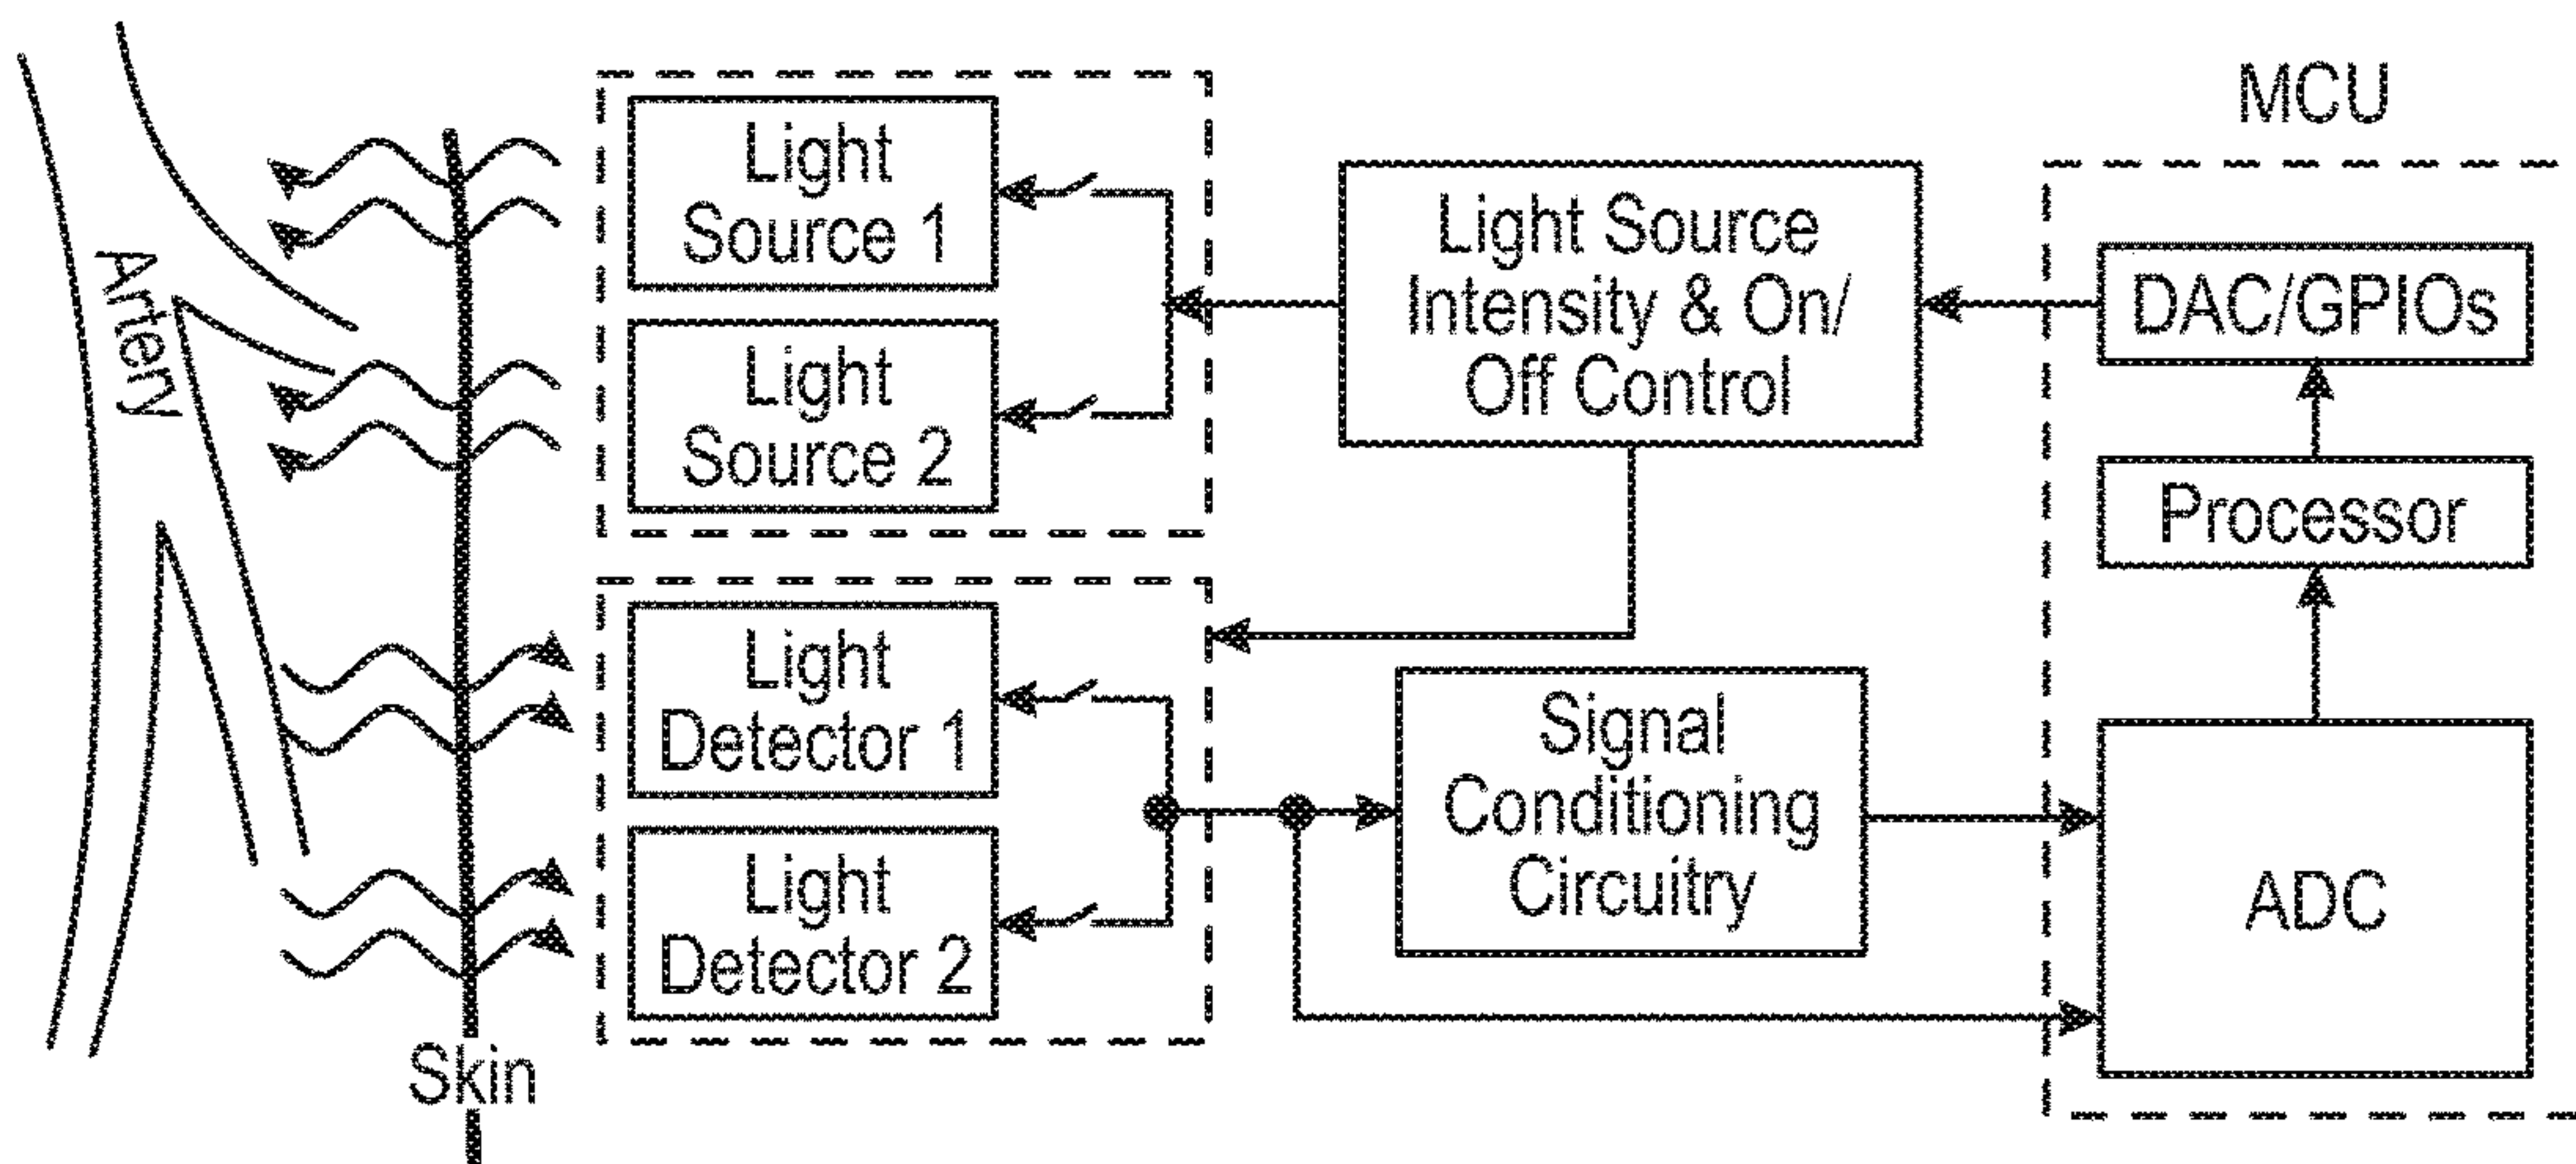 Artery
Skin
Light
Source 1
Light
Source 2
Light
Detector 1
Light
Detector 2
Light Source
Intensity & On/
Off Control
Signal
Conditioning
Circuitry
MCU
DAC/GPIOs
Processor
ADC